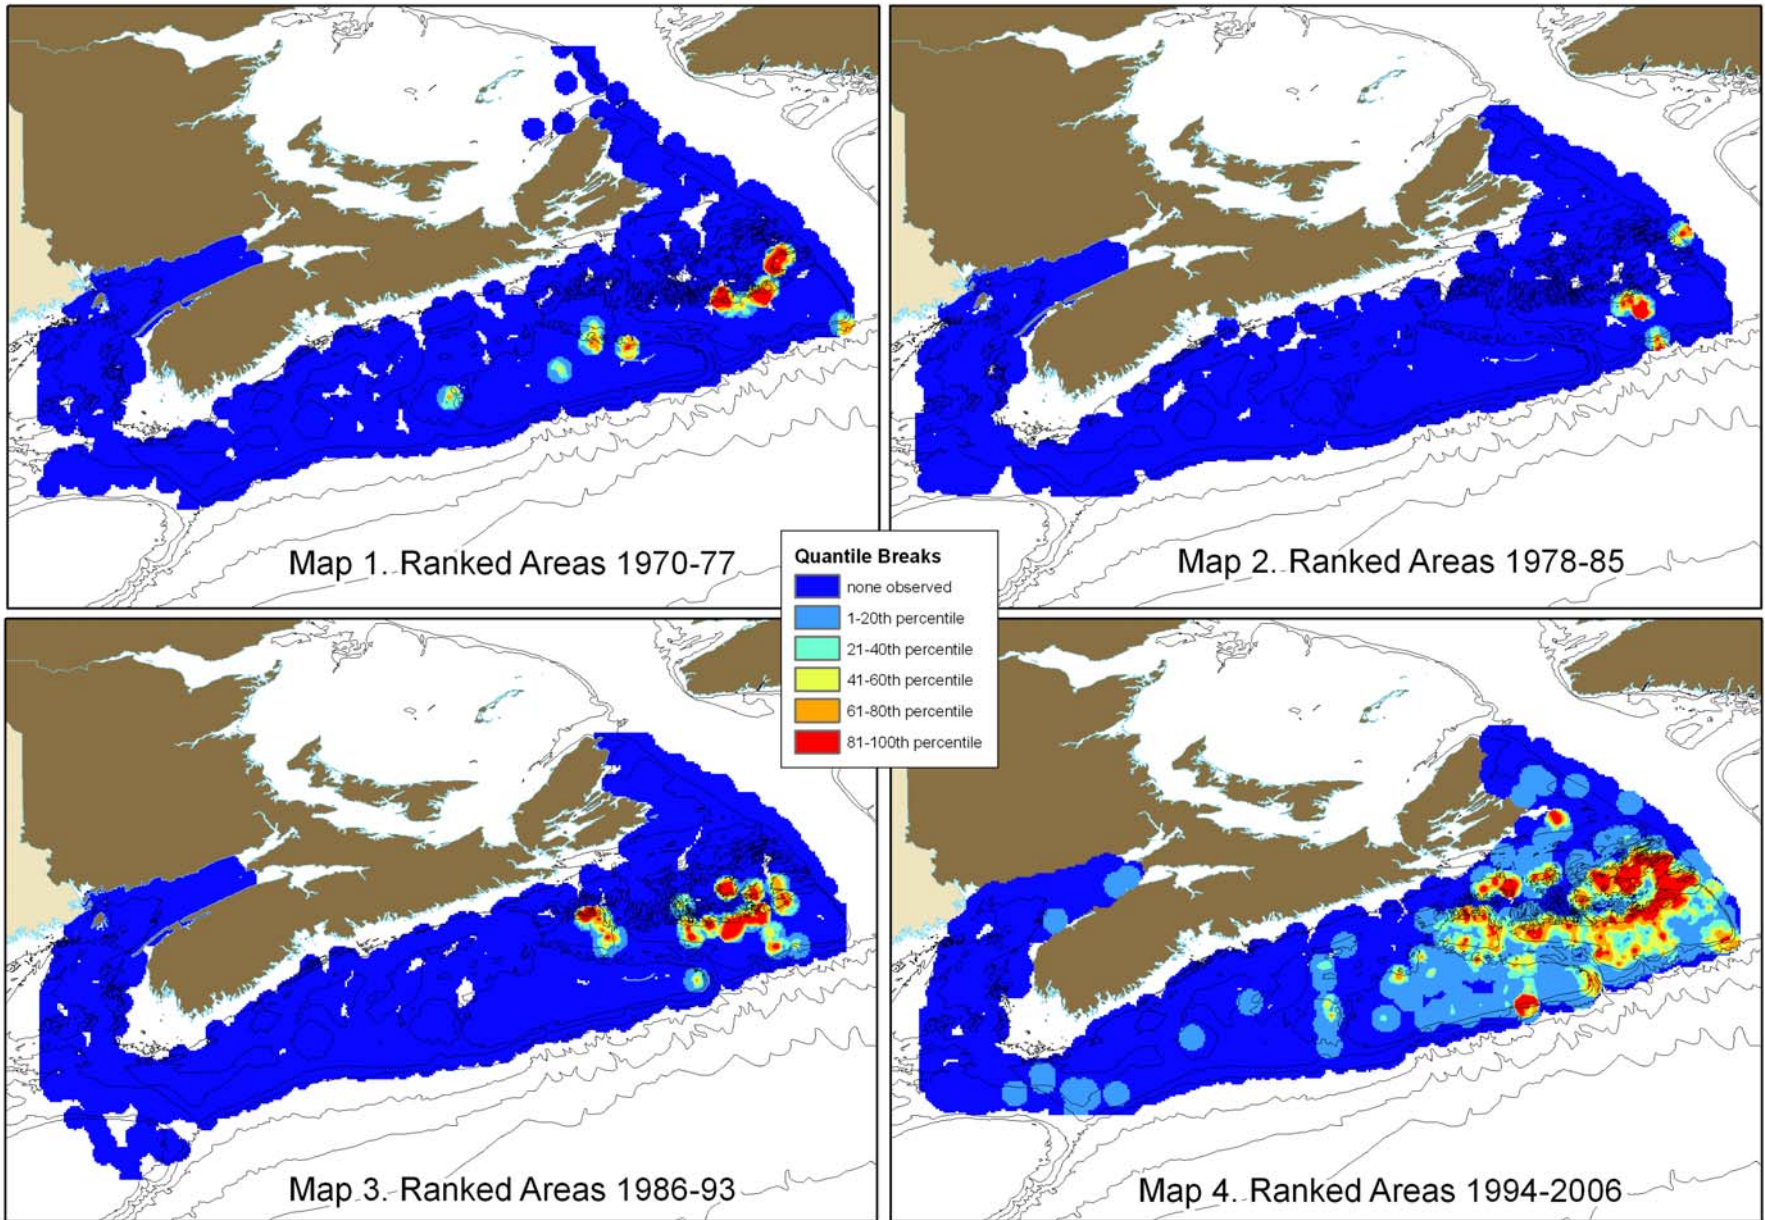 Map 1. Ranked Areas 1970-77
Map 2. Ranked Areas 1978-85
Quantile Breaks
none observed
1-20th percentile
21-40th percentile
41-60th percentile
61-80th percentile
81-100th percentile
Map 3. Ranked Areas 1986-93
Map 4. Ranked Areas 1994-2006